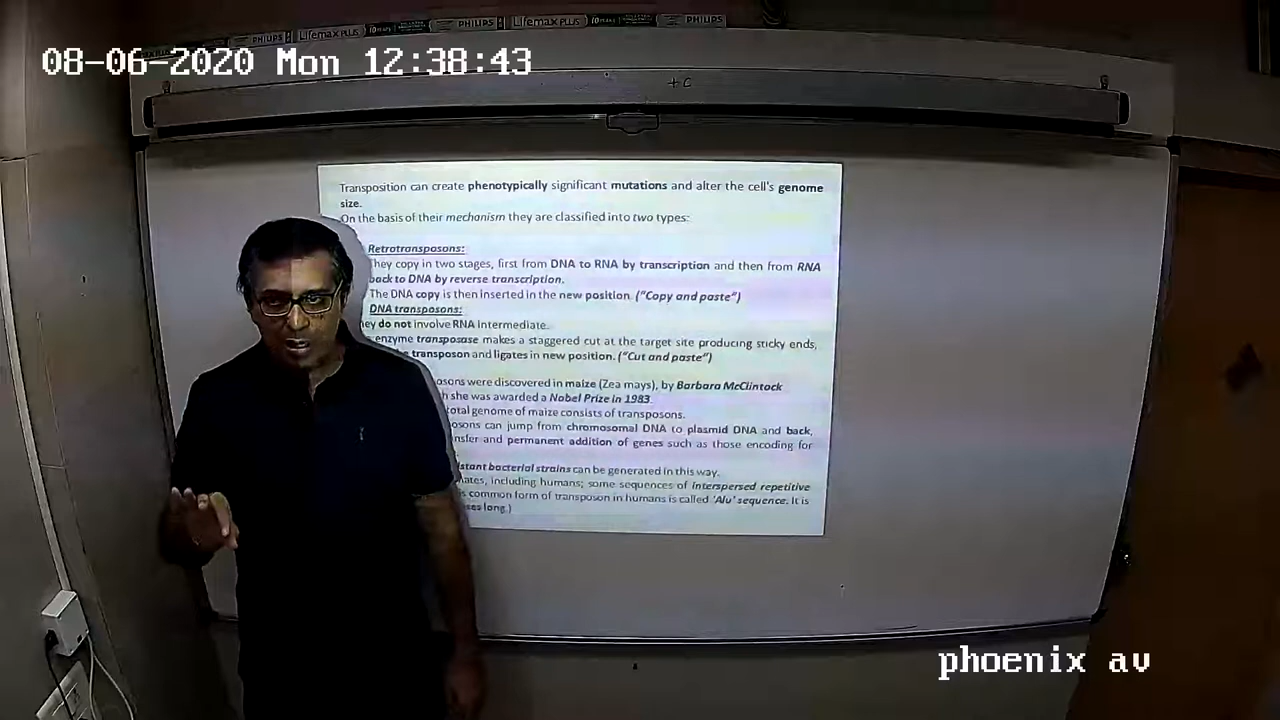 PHILIPS Lifemax PLUS PHILIPS Lifemax PLUS PHILIPS
08-06-2020 Mon 12:38:43
+C
Transposition can create phenotypically significant mutations and alter the cell's genome
size.
On the basis of their mechanism they are classified into two types:
Retrotransposons:
They copy in two stages, first from DNA to RNA by transcription and then from RNA
back to DNA by reverse transcription.
The DNA copy is then inserted in the new position. ("Copy and paste")
DNA transposons:
ey do not involve RNA intermediate.
enzyme transposase makes a staggered cut at the target site producing sticky ends,
transposon and ligates in new position. ("Cut and paste")
osons were discovered in maize (Zea mays), by Barbara McClintock
h she was awarded a Nobel Prize in 1983.
total genome of maize consists of transposons.
osons can jump from chromosomal DNA to plasmid DNA and back,
nsfer and permanent addition of genes such as those encoding for
stant bacterial strains can be generated in this way.
ates, including humans; some sequences of interspersed repetitive
s common form of transposon in humans is called 'Alu' sequence. It is
ses long.)
phoenix av